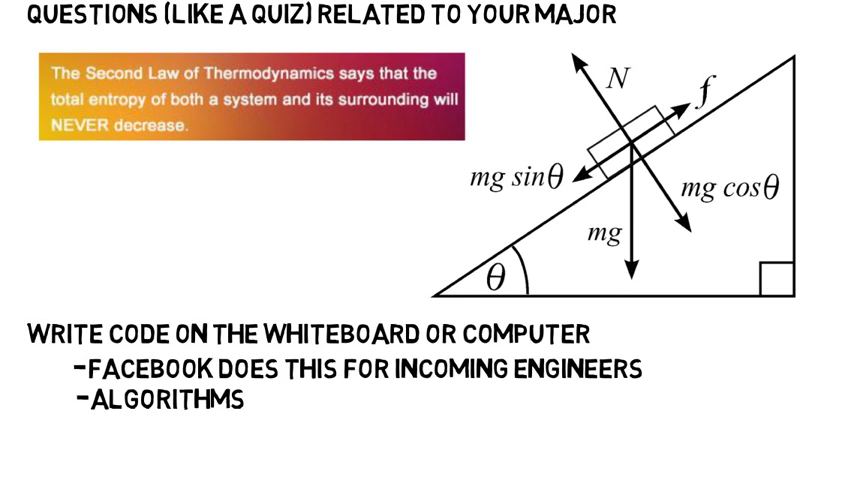 QUESTIONS (LIKE A QUIZ) RELATED TO YOUR MAJOR
The Second Law of Thermodynamics says that the
total entropy of both a system and its surrounding will
NEVER decrease.
N
f
mg sinθ
mg cosθ
mg
θ
WRITE CODE ON THE WHITEBOARD OR COMPUTER
-FACEBOOK DOES THIS FOR INCOMING ENGINEERS
-ALGORITHMS